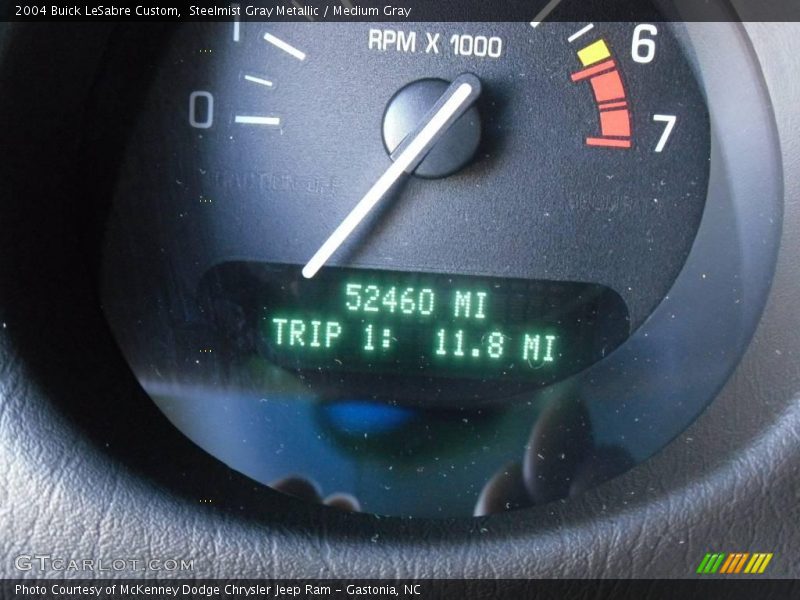 2004 Buick LeSabre Custom, Steelmist Gray Metallic / Medium Gray
RPM X 1000
6
0
7
52460 MI
TRIP 1: 11.8 MI
GTCARLOT.COM
Photo Courtesy of McKenney Dodge Chrysler Jeep Ram - Gastonia, NC